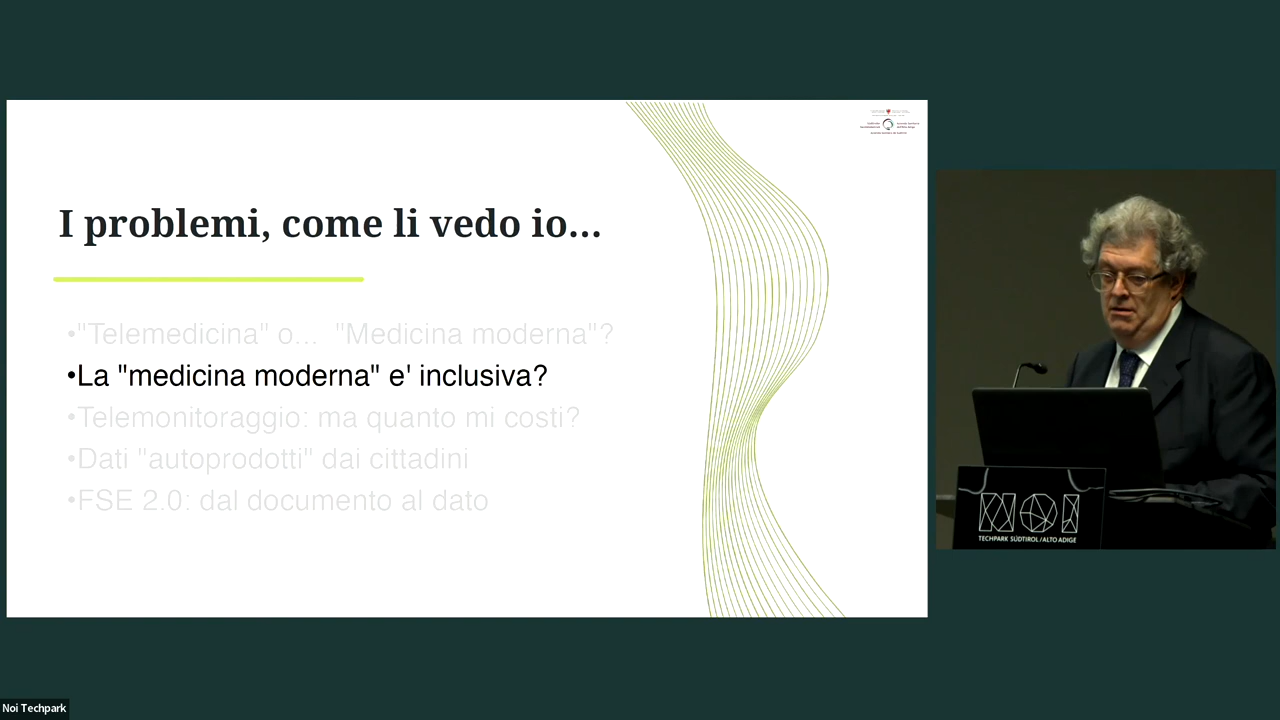 I problemi, come li vedo io...
•"Telemedicina" o... "Medicina moderna"?
•La "medicina moderna" e' inclusiva?
•Telemonitoraggio: ma quanto mi costi?
•Dati "autoprodotti" dai cittadini
•FSE 2.0: dal documento al dato
NOI
TECHPARK SÜDTIROL / ALTO ADIGE
Noi Techpark